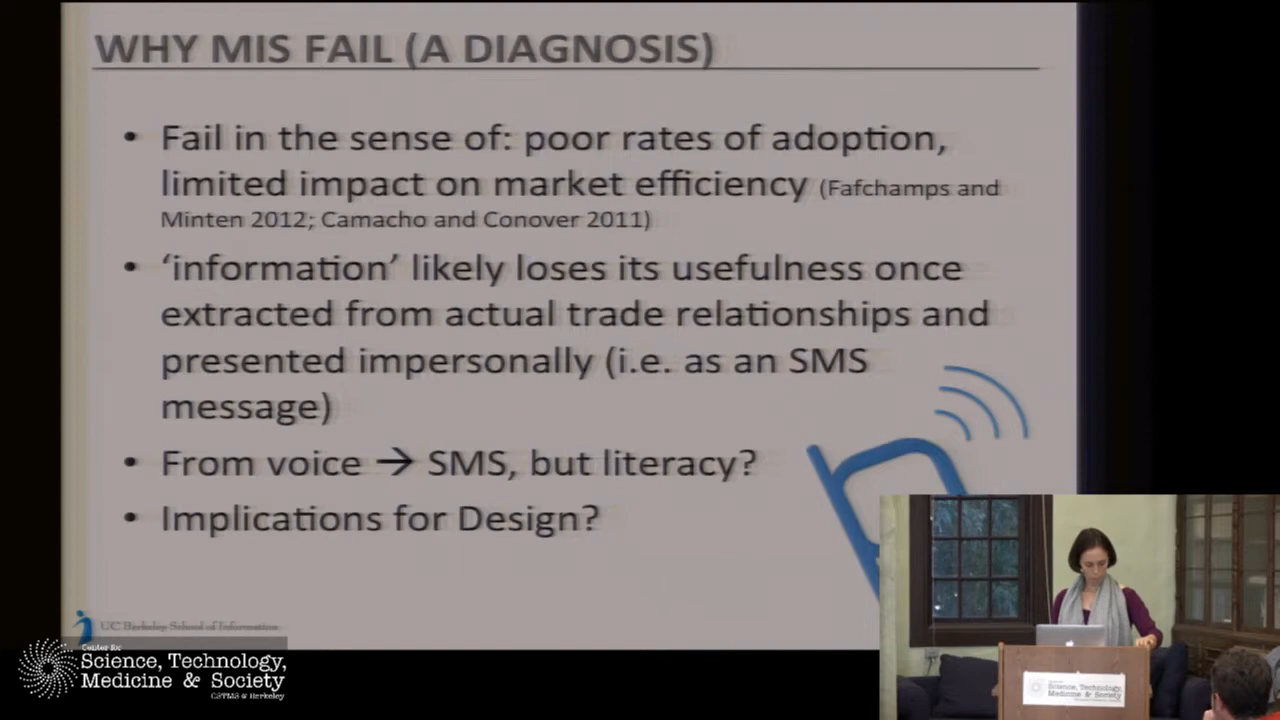 WHY MIS FAIL (A DIAGNOSIS)
• Fail in the sense of: poor rates of adoption,
limited impact on market efficiency (Fafchamps and
Minten 2012; Camacho and Conover 2011)
• ‘information’ likely loses its usefulness once
extracted from actual trade relationships and
presented impersonally (i.e. as an SMS
message)
• From voice → SMS, but literacy?
• Implications for Design?
UC Berkeley School of Information
Center for
Science, Technology,
Medicine & Society
CSTMS @ Berkeley
Science, Technology,
Medicine & Society